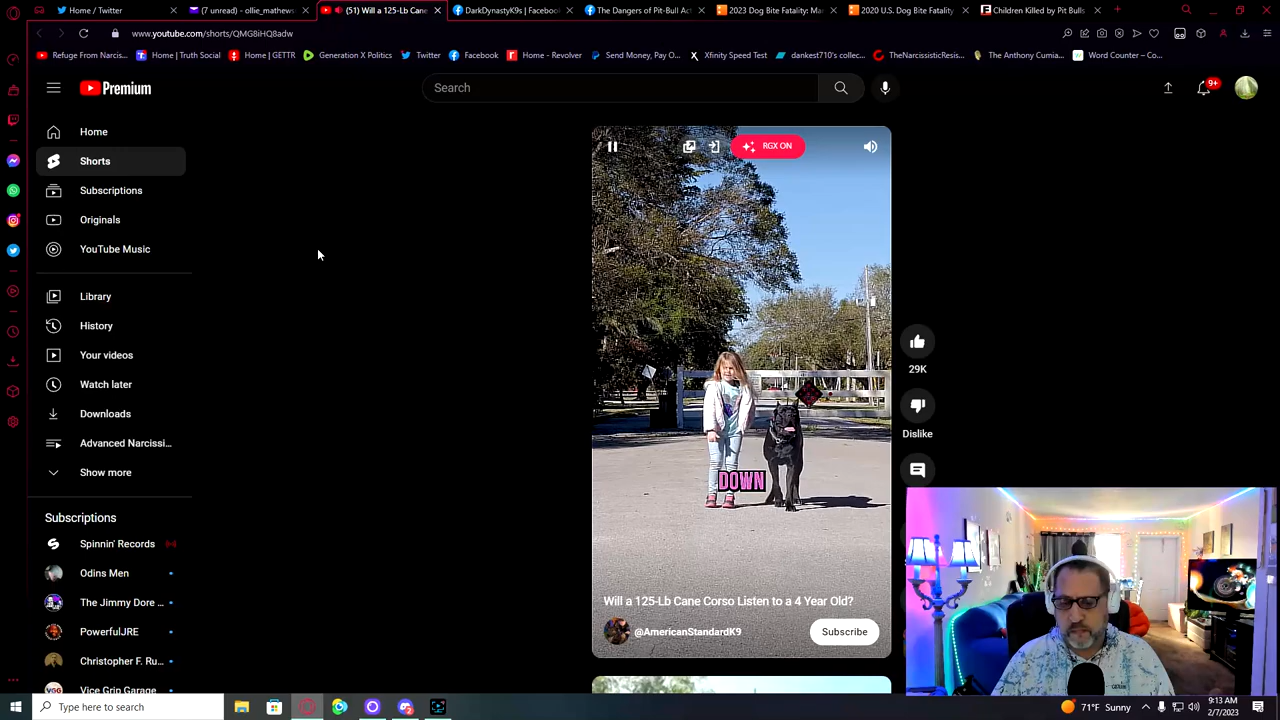 Home / Twitter
(7 unread) - ollie_mathews
(51) Will a 125-Lb Cane
DarkDynastyK9s | Facebook
The Dangers of Pit-Bull Act
2023 Dog Bite Fatality: Ma
2020 U.S. Dog Bite Fatality
Children Killed by Pit Bulls
www.youtube.com/shorts/QMG8iHQ8adw
Refuge From Narcis...
Home | Truth Social
Home | GETTR
Generation X Politics
Twitter
Facebook
Home - Revolver
Send Money, Pay O...
Xfinity Speed Test
dankest710's collec...
TheNarcissisticResis...
The Anthony Cumia...
Word Counter – Co...
Premium
Search
9+
Home
Shorts
Subscriptions
Originals
YouTube Music
Library
History
Your videos
Watch later
Downloads
Advanced Narcissi...
Show more
Subscriptions
Spinnin' Records
Odins Men
The Jimmy Dore ...
PowerfulJRE
Christopher F. Ru...
Vice Grip Garage
RGX ON
DOWN
Will a 125-Lb Cane Corso Listen to a 4 Year Old?
@AmericanStandardK9
Subscribe
29K
Dislike
Type here to search
71°F Sunny
9:13 AM
2/7/2023